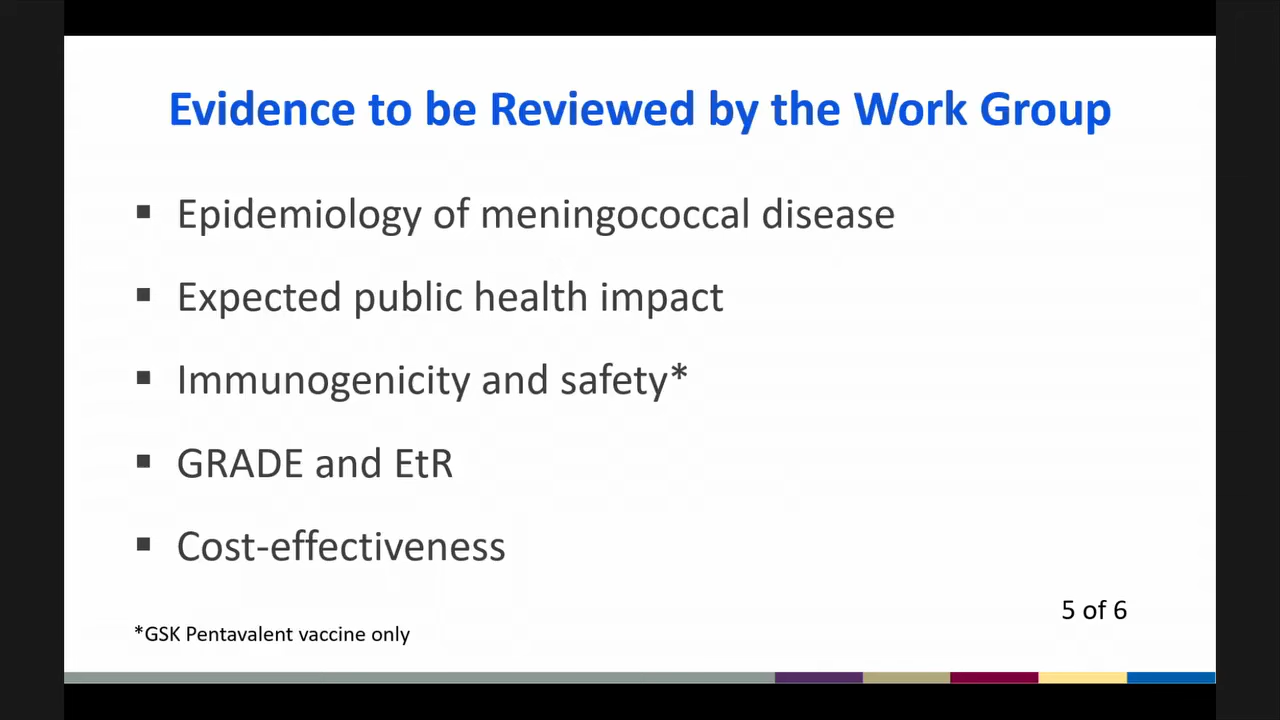 Evidence to be Reviewed by the Work Group
▪ Epidemiology of meningococcal disease
▪ Expected public health impact
▪ Immunogenicity and safety*
▪ GRADE and EtR
▪ Cost-effectiveness
5 of 6
*GSK Pentavalent vaccine only